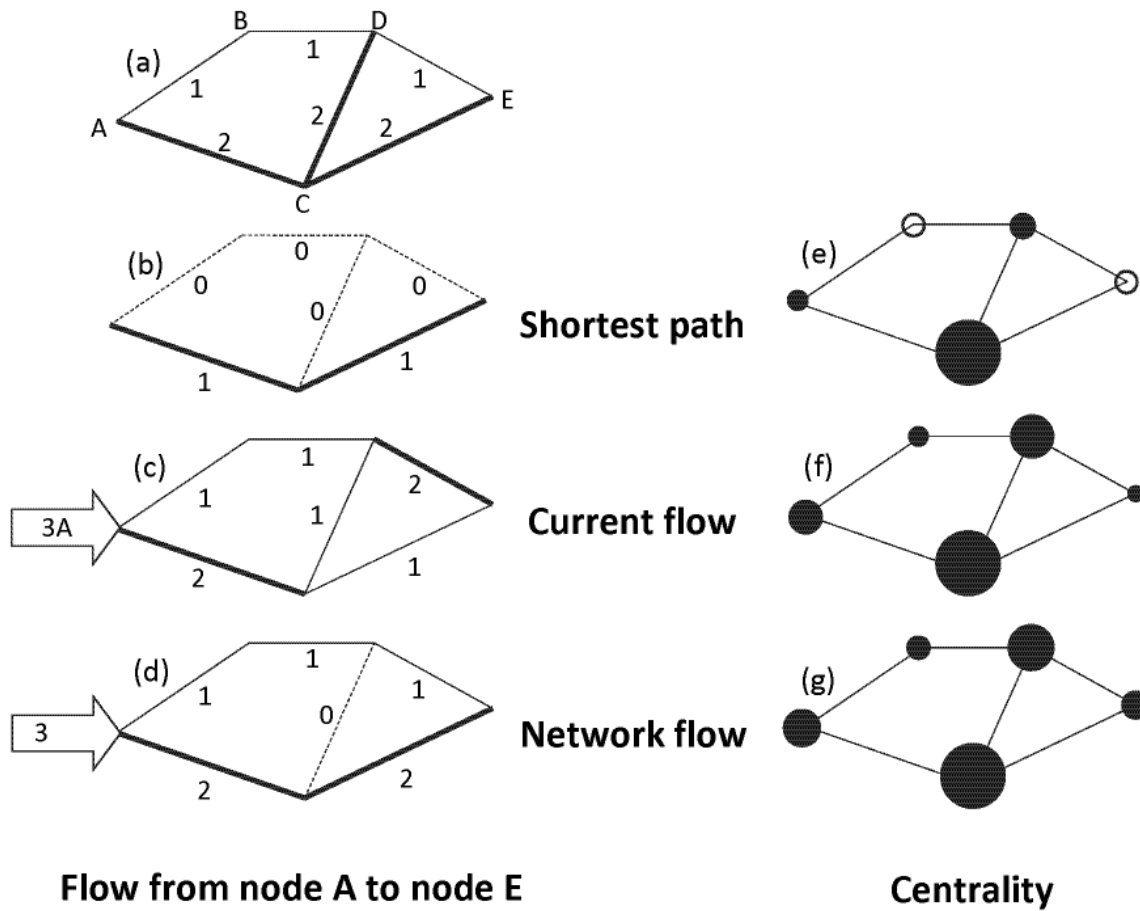 B D
(a) 1 1
1 E
A 2 2 2
C
(b) 0 0 0 0
1 1
Shortest path
(e)
(c) 1 1 1 2
3A
2 1
Current flow
(f)
(d) 1 1 0 1
3
2 2
Network flow
(g)
Flow from node A to node E
Centrality